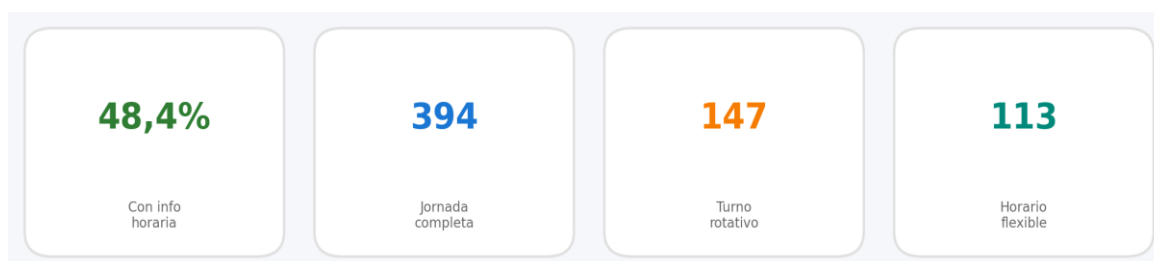 48,4%
Con info
horaria
394
Jornada
completa
147
Turno
rotativo
113
Horario
flexible